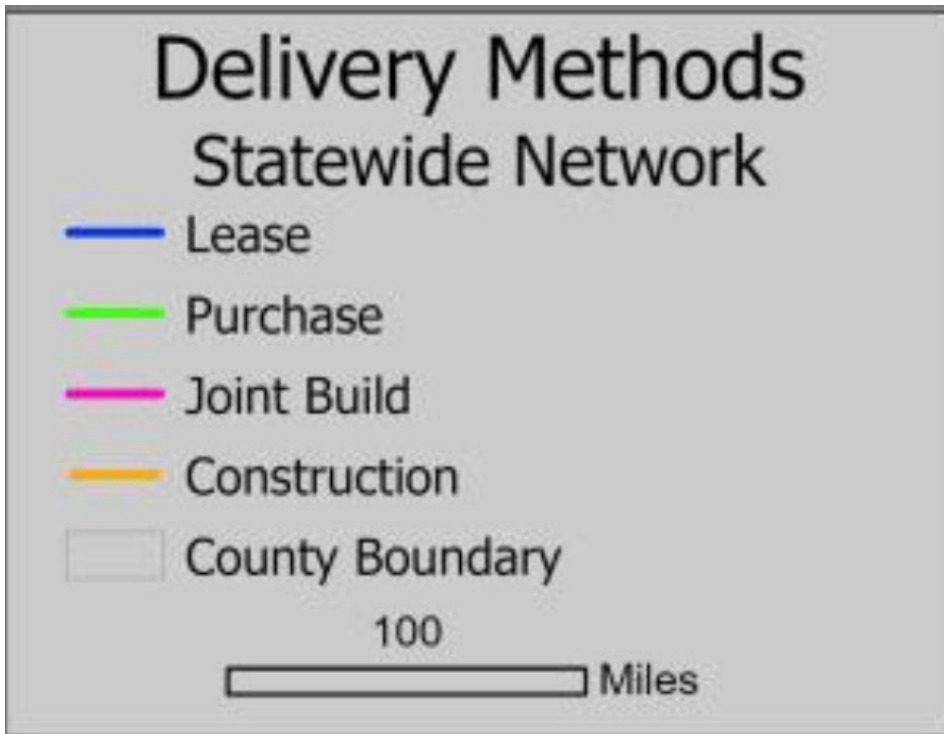 Delivery Methods
Statewide Network
Lease
Purchase
Joint Build
Construction
County Boundary
100
Miles